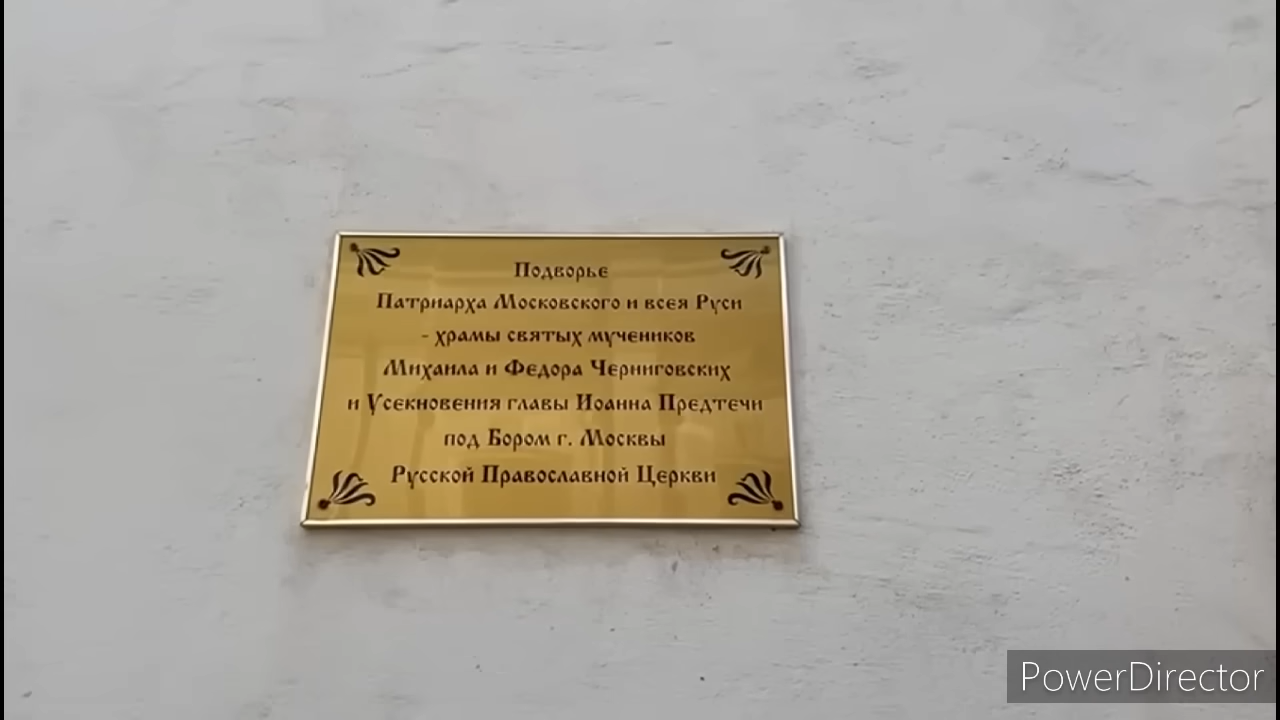 Подворье
Патриарха Московского и всея Руси
- храмы святых мучеников
Михаила и Федора Черниговских
и Усекновения главы Иоанна Предтечи
под Бором г. Москвы
Русской Православной Церкви
PowerDirector